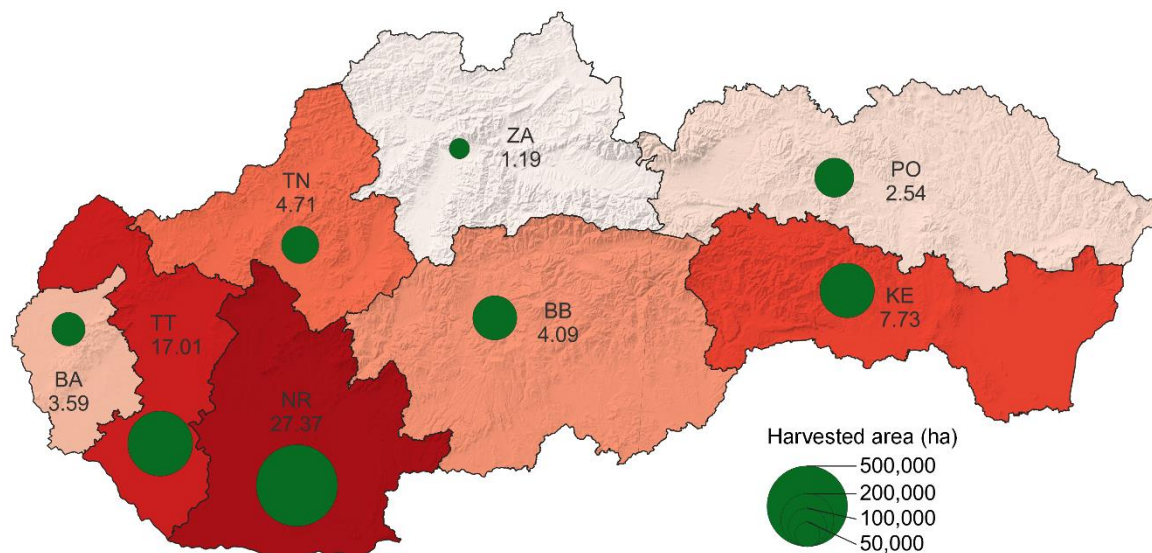 ZA
1.19
PO
2.54
TN
4.71
KE
7.73
BB
4.09
TT
17.01
BA
3.59
NR
27.37
Harvested area (ha)
500,000
200,000
100,000
50,000